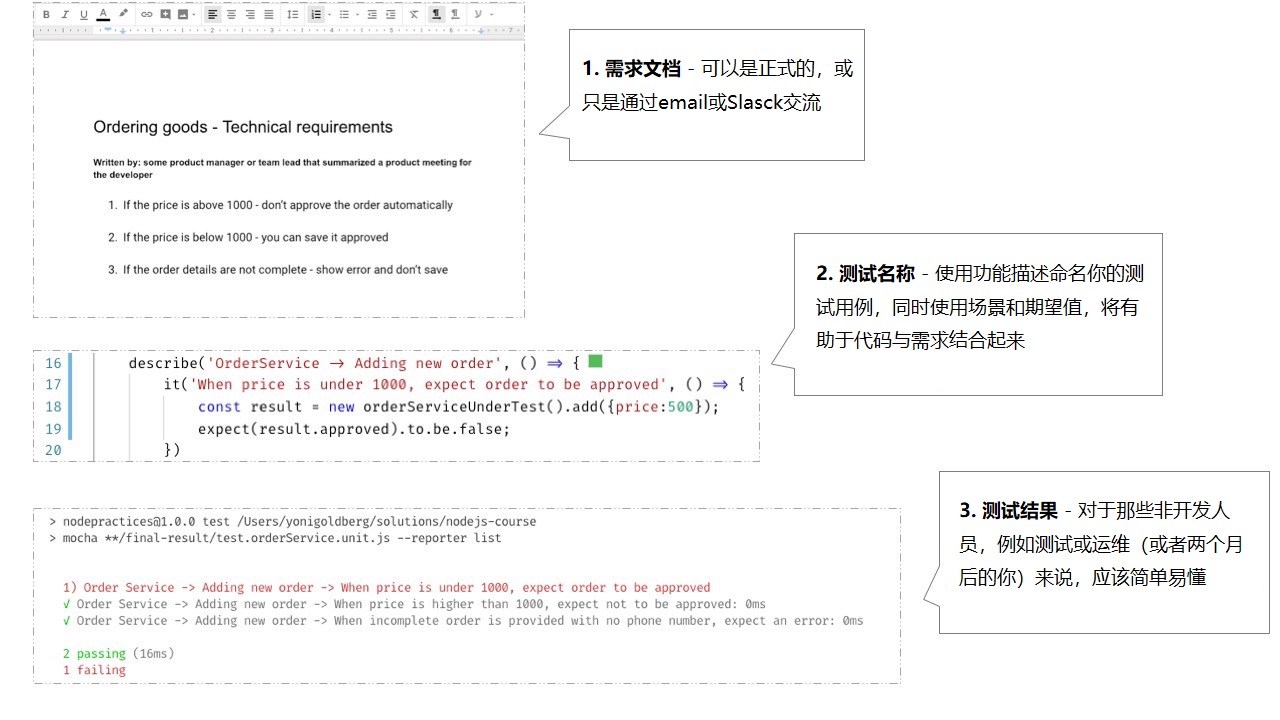 B I U A
1 2 3 4 5 6 7
Ordering goods - Technical requirements
Written by: some product manager or team lead that summarized a product meeting for
the developer
1. If the price is above 1000 - don't approve the order automatically
2. If the price is below 1000 - you can save it approved
3. If the order details are not complete - show error and don't save
1. 需求文档 - 可以是正式的，或
只是通过email或Slasck交流
2. 测试名称 - 使用功能描述命名你的测
试用例，同时使用场景和期望值，将有
助于代码与需求结合起来
16 describe('OrderService → Adding new order', () => {
17 it('When price is under 1000, expect order to be approved', () => {
18 const result = new orderServiceUnderTest().add({price:500});
19 expect(result.approved).to.be.false;
20 })
> nodepractices@1.0.0 test /Users/yonigoldberg/solutions/nodejs-course
> mocha **/final-result/test.orderService.unit.js --reporter list
1) Order Service -> Adding new order -> When price is under 1000, expect order to be approved
√ Order Service -> Adding new order -> When price is higher than 1000, expect not to be approved: 0ms
√ Order Service -> Adding new order -> When incomplete order is provided with no phone number, expect an error: 0ms
2 passing (16ms)
1 failing
3. 测试结果 - 对于那些非开发人
员，例如测试或运维（或者两个月
后的你）来说，应该简单易懂